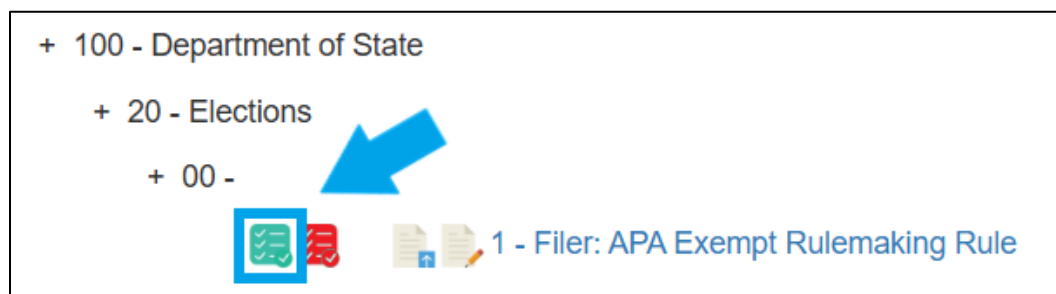 + 100 - Department of State
+ 20 - Elections
+ 00 -
1 - Filer: APA Exempt Rulemaking Rule